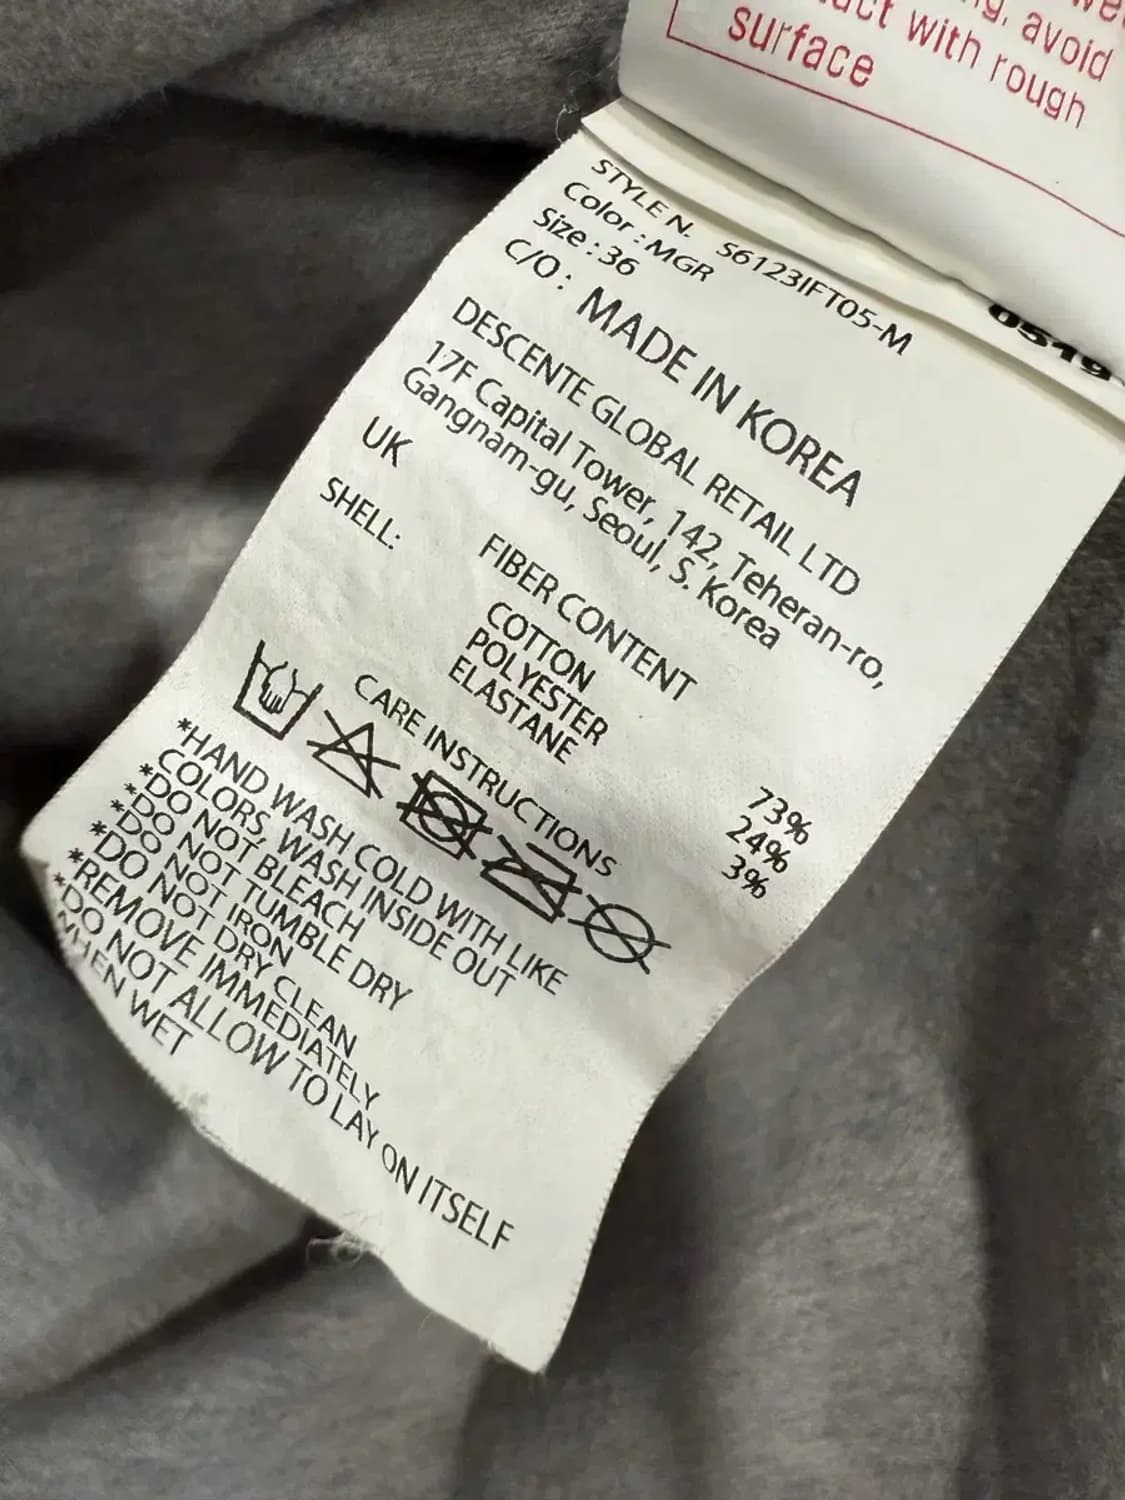 avoid
with rough
surface
STYLE N. S6123IFT05-M
Color : MGR
Size : 36
C/O : MADE IN KOREA
DESCENTE GLOBAL RETAIL LTD
17F Capital Tower, 142, Teheran-ro,
Gangnam-gu, Seoul, S. Korea
UK
FIBER CONTENT
SHELL: COTTON 73%
POLYESTER 24%
ELASTANE 3%
CARE INSTRUCTIONS
*HAND WASH COLD WITH LIKE
COLORS, WASH INSIDE OUT
*DO NOT BLEACH
*DO NOT TUMBLE DRY
*DO NOT IRON
*DO NOT DRY CLEAN
*REMOVE IMMEDIATELY
*DO NOT ALLOW TO LAY ON ITSELF
WHEN WET